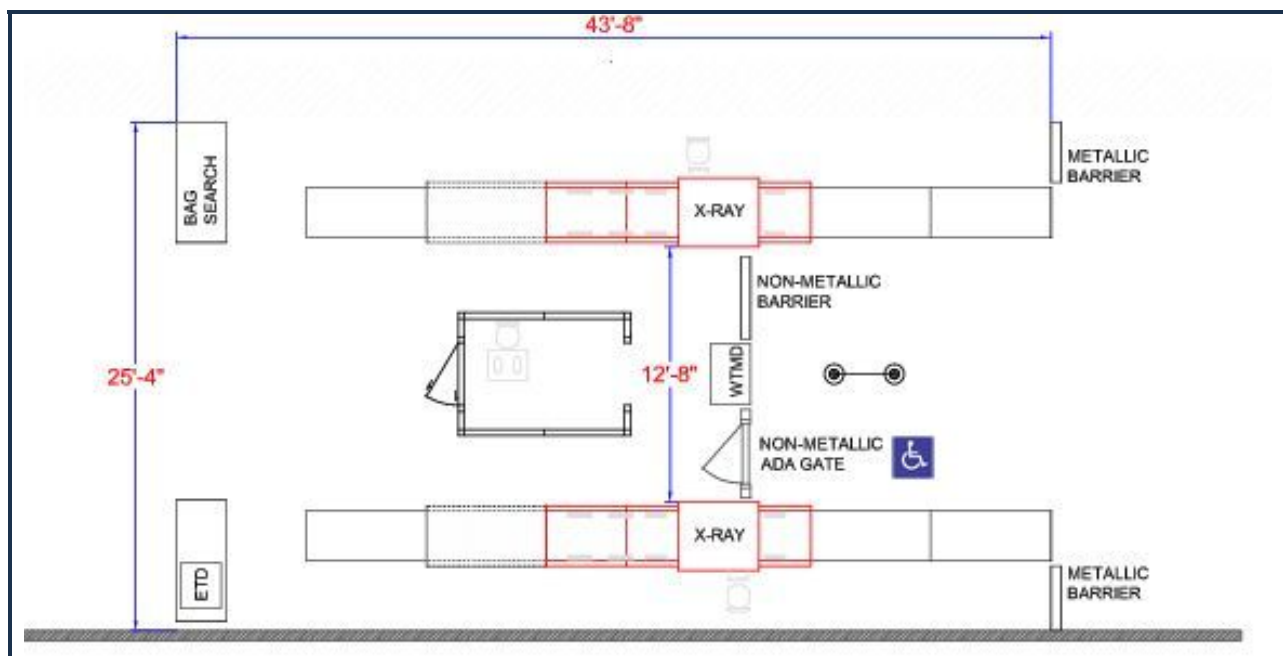 43'-8"
METALLIC
BARRIER
BAG
SEARCH
X-RAY
NON-METALLIC
BARRIER
25'-4"
12'-8"
WTMD
NON-METALLIC
ADA GATE
X-RAY
ETD
METALLIC
BARRIER